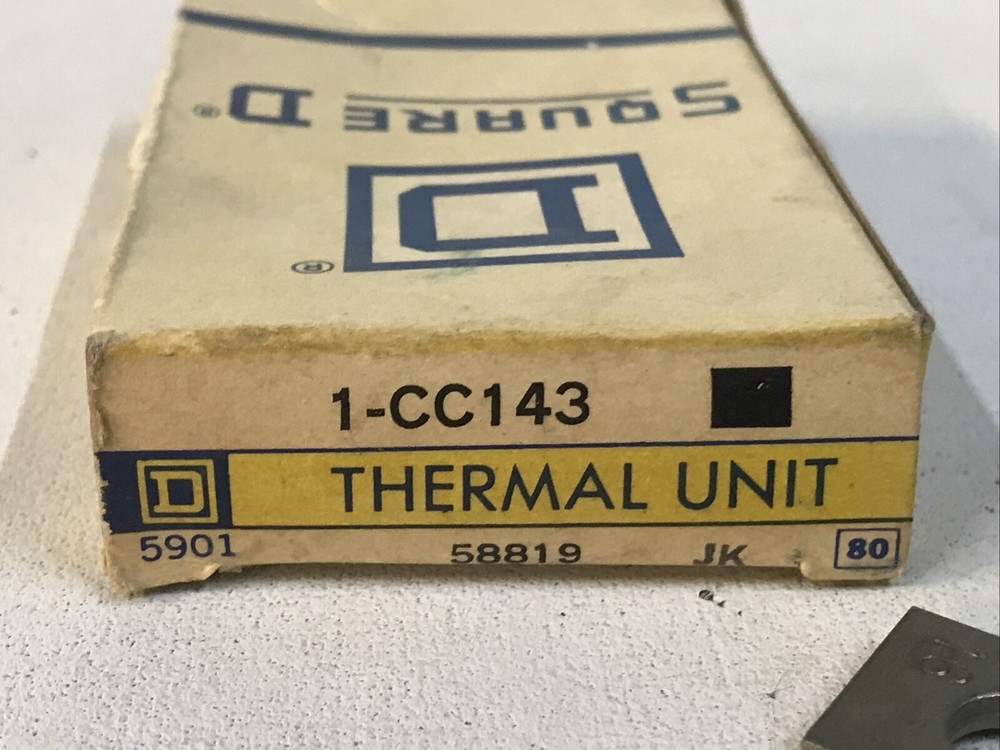 SQUARE D®
D
®
1-CC143
D THERMAL UNIT
5901 58819 JK 80